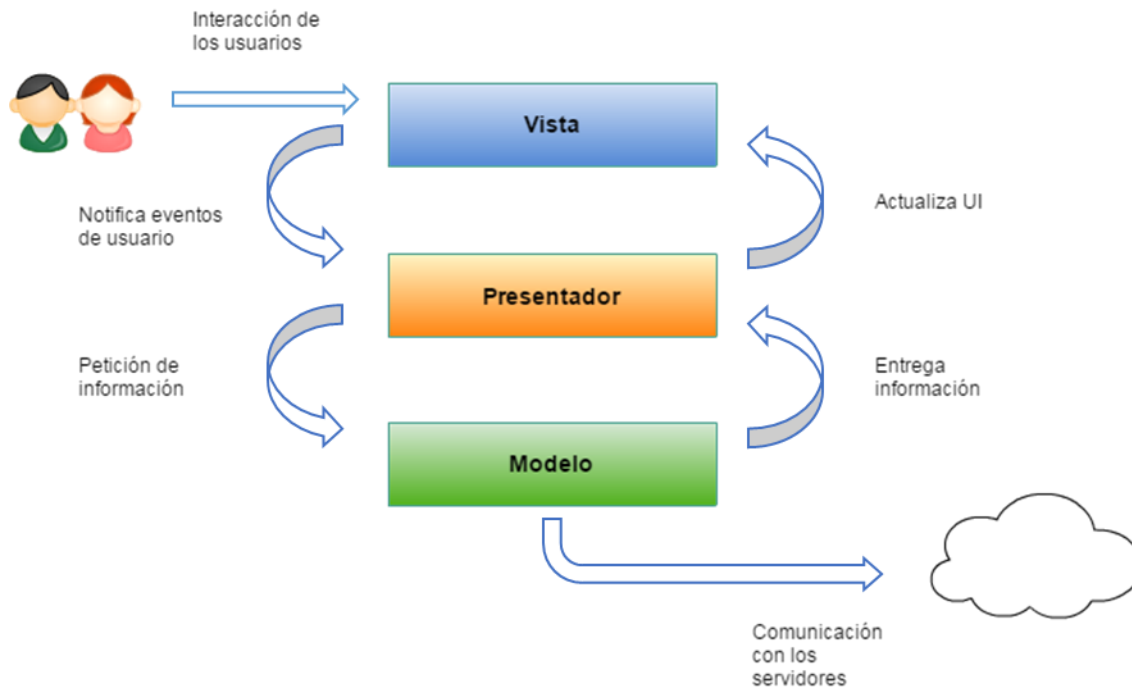 Interacción de
los usuarios
Vista
Notifica eventos
de usuario
Actualiza UI
Presentador
Petición de
información
Entrega
información
Modelo
Comunicación
con los
servidores